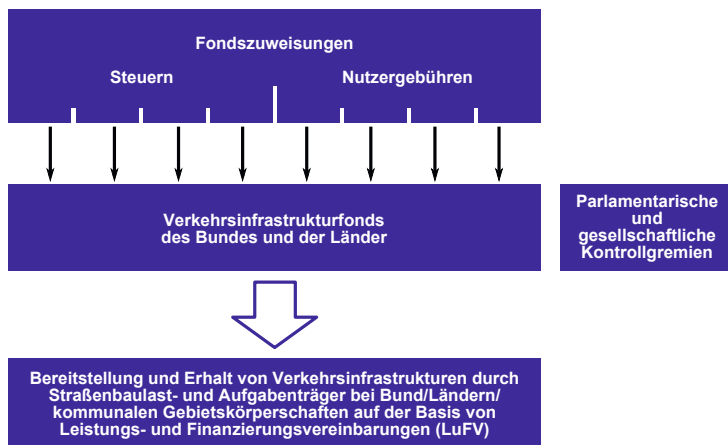 Fondszuweisungen
Steuern
Nutzergebühren
Verkehrsinfrastrukturfonds
des Bundes und der Länder
Parlamentarische
und
gesellschaftliche
Kontrollgremien
Bereitstellung und Erhalt von Verkehrsinfrastrukturen durch
Straßenbaulast- und Aufgabenträger bei Bund/Ländern/
kommunalen Gebietskörperschaften auf der Basis von
Leistungs- und Finanzierungsvereinbarungen (LuFV)